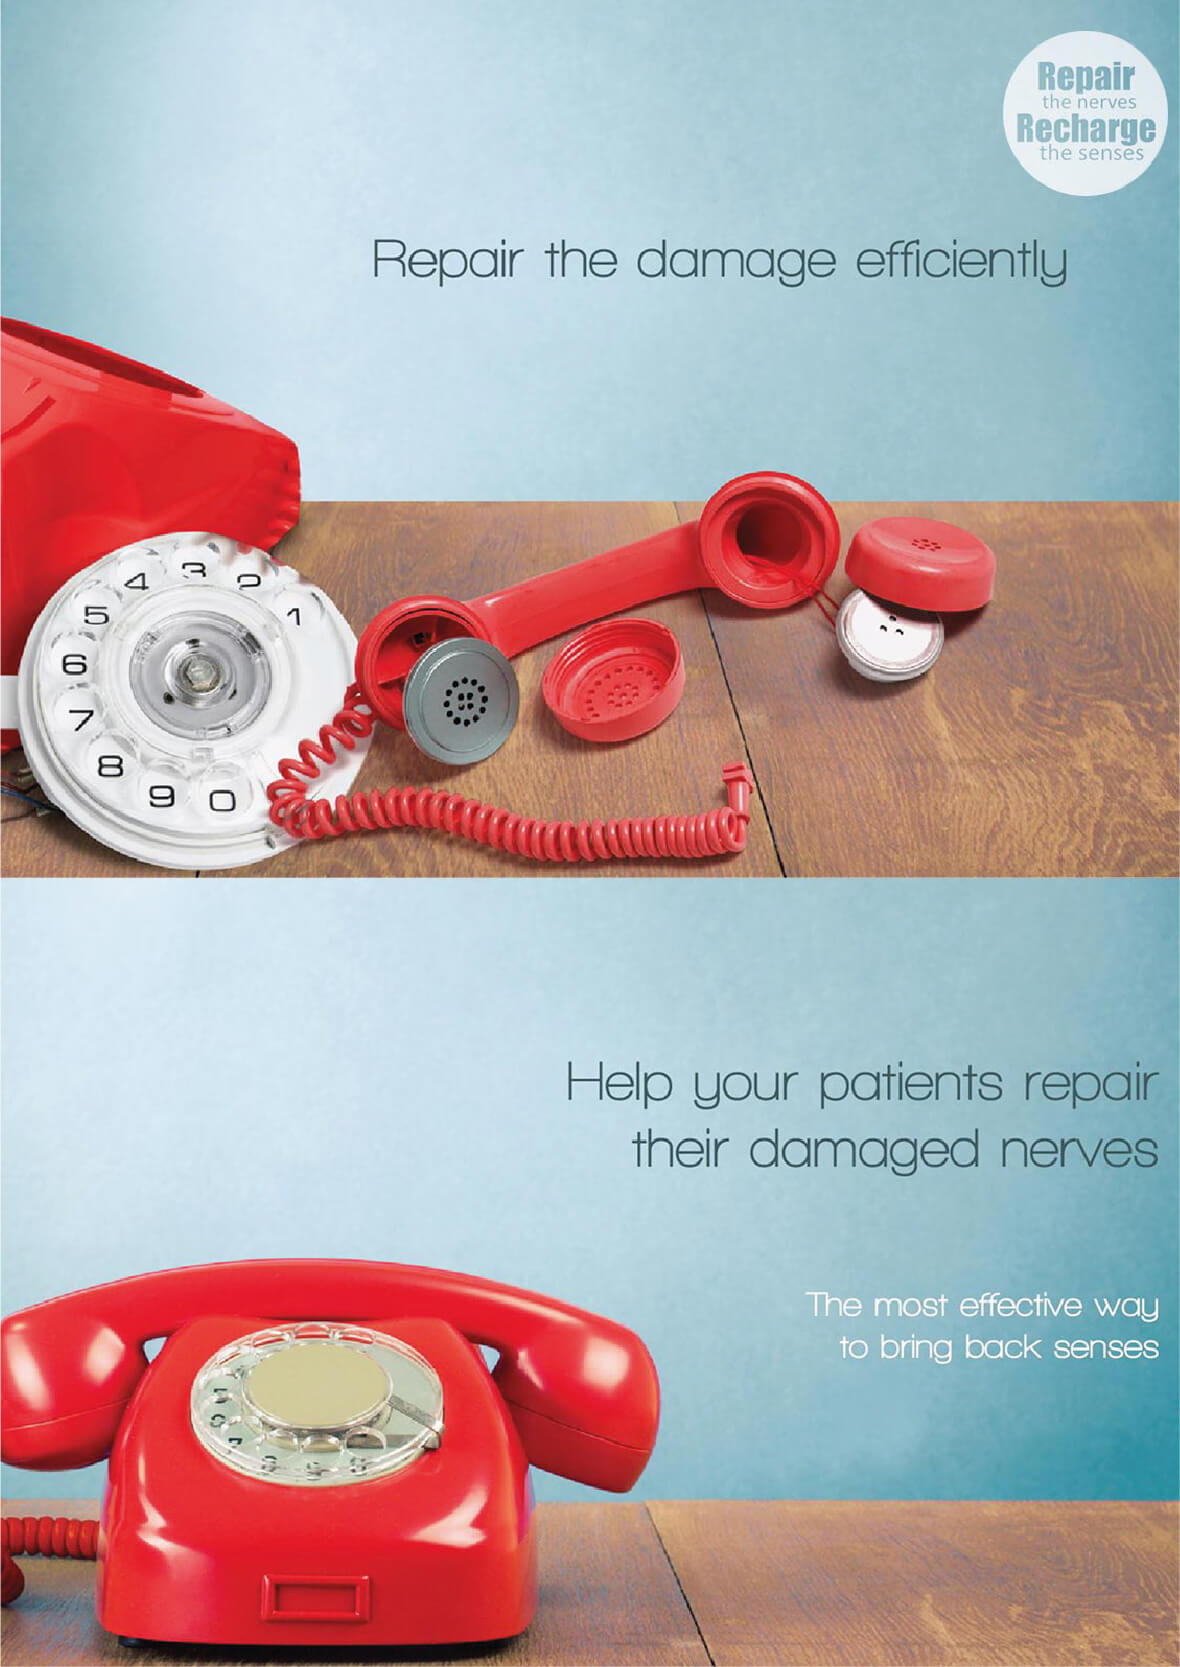 Repair
the nerves
Recharge
the senses
Repair the damage efficiently
1
2
3
4
5
6
7
8
9
0
Help your patients repair
their damaged nerves
The most effective way
to bring back senses